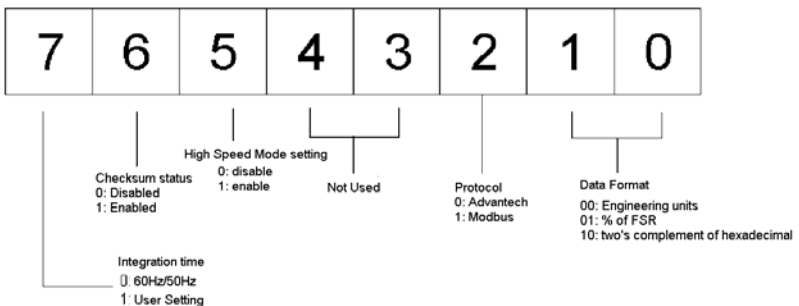 7 6 5 4 3 2 1 0
High Speed Mode setting
0: disable
1: enable
Checksum status
0: Disabled
1: Enabled
Not Used
Protocol
0: Advantech
1: Modbus
Data Format
00: Engineering units
01: % of FSR
10: two's complement of hexadecimal
Integration time
0: 60Hz/50Hz
1: User Setting